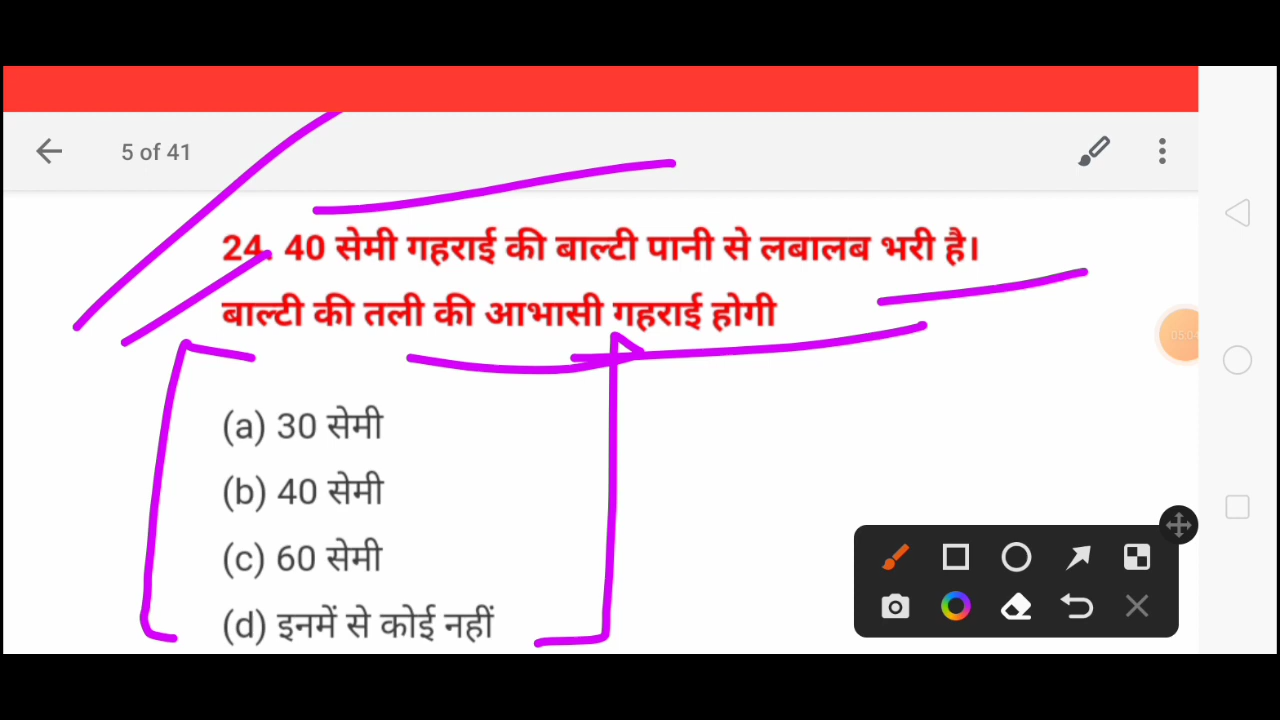 5 of 41
24. 40 सेमी गहराई की बाल्टी पानी से लबालब भरी है।
बाल्टी की तली की आभासी गहराई होगी
(a) 30 सेमी
(b) 40 सेमी
(c) 60 सेमी
(d) इनमें से कोई नहीं